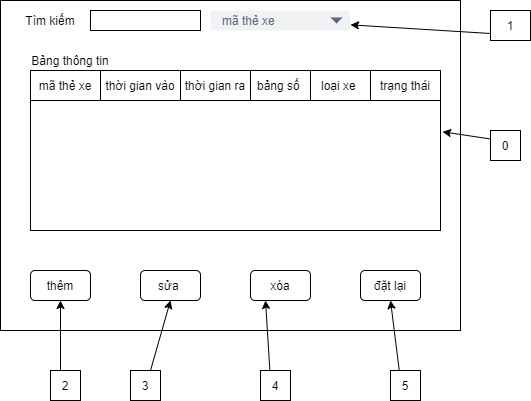 Tìm kiếm mã thẻ xe 1
Bảng thông tin
mã thẻ xe thời gian vào thời gian ra bảng số loại xe trạng thái
0
thêm sửa xóa đặt lại
2 3 4 5